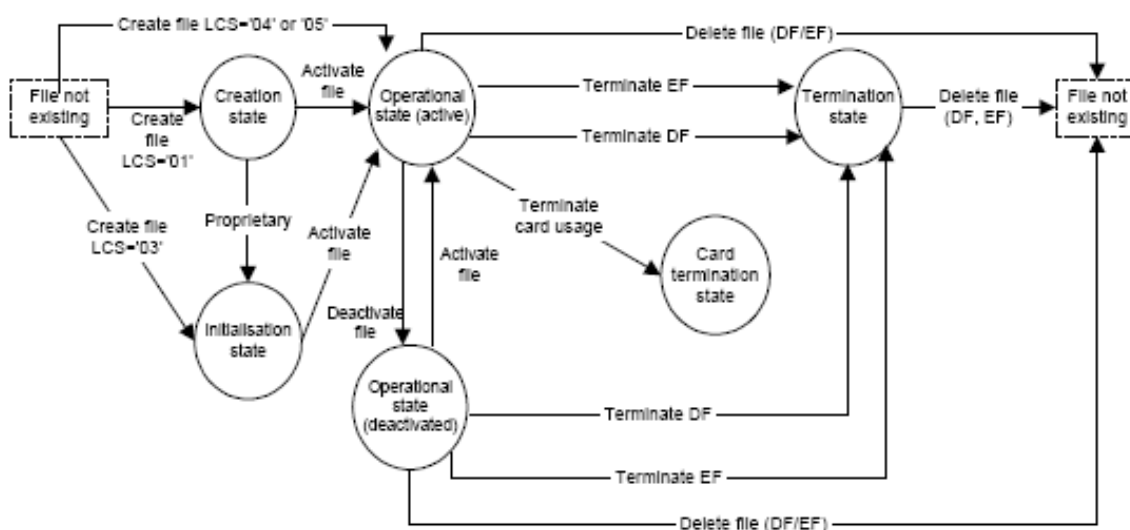 Create file LCS='04' or '05'
Delete file (DF/EF)
File not
existing
Create
file
LCS='01'
Creation
state
Activate
file
Operational
state (active)
Terminate EF
Terminate DF
Termination
state
Delete file
(DF, EF)
File not
existing
Create file
LCS='03'
Proprietary
Activate
file
Initialisation
state
Deactivate
file
Activate
file
Terminate
card usage
Card
termination
state
Operational
state
(deactivated)
Terminate DF
Terminate EF
Delete file (DF/EF)